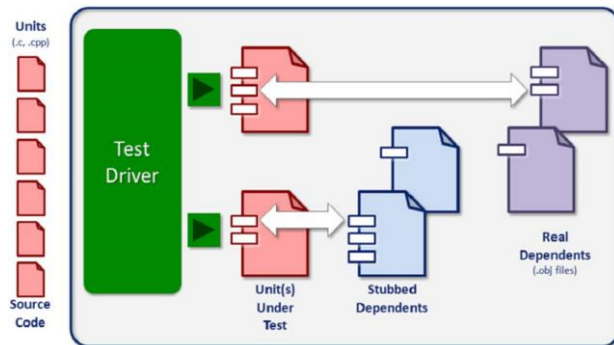 Units
(.c, .cpp)
Source
Code
Test
Driver
Unit(s)
Under
Test
Stubbed
Dependents
Real
Dependents
(.obj files)